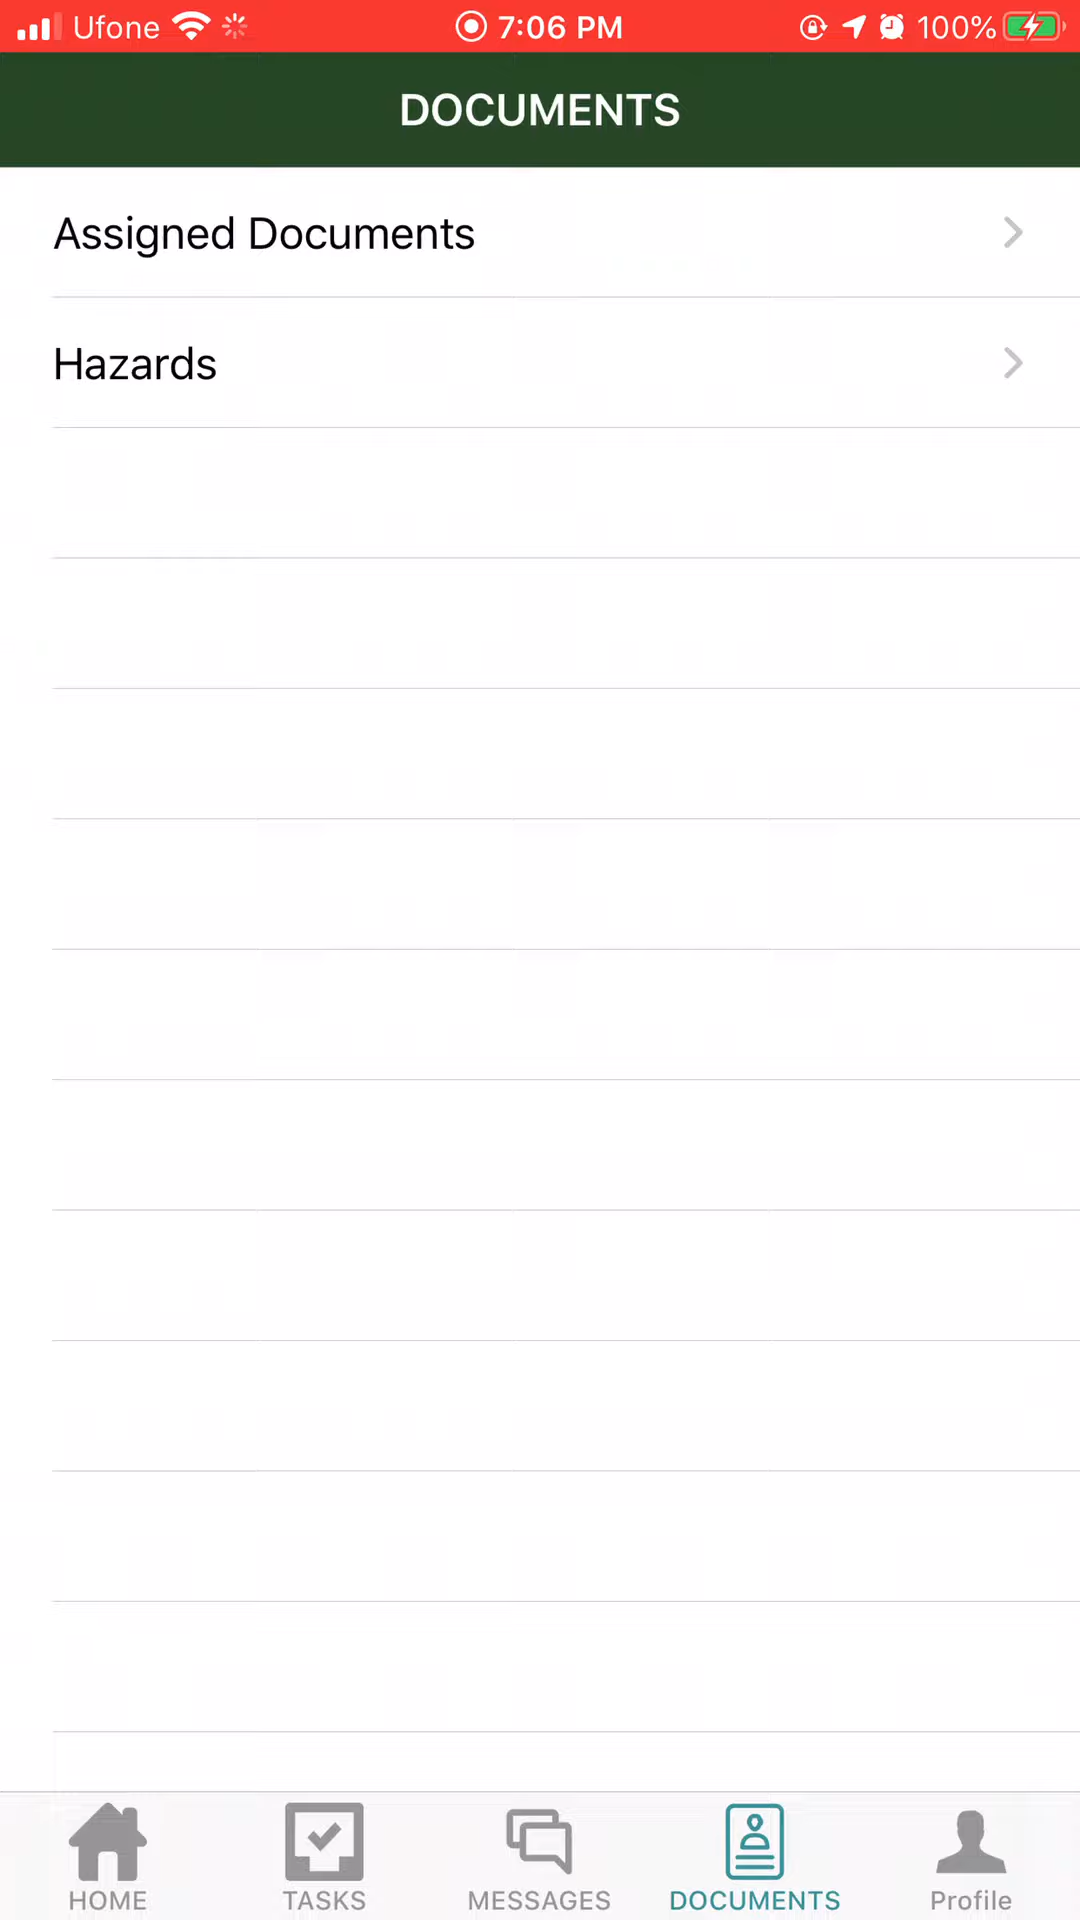 Ufone 7:06 PM 100%
DOCUMENTS
Assigned Documents
Hazards
HOME TASKS MESSAGES DOCUMENTS Profile